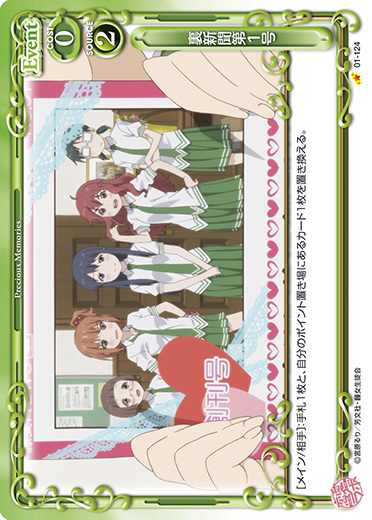 Event
COST
0
SOURCE
2
裏新聞第1号
01-124
Precious Memories
創刊号
[メイン/相手]:手札1枚と、自分のポイント置き場にあるカード1枚を置き換える。
©宮原るり/芳文社・藤女生徒会